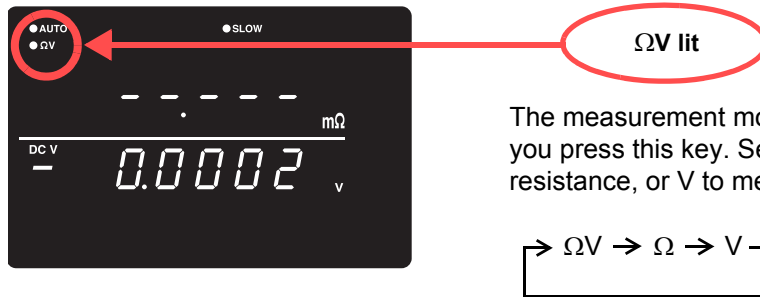 ●AUTO ●SLOW
●ΩV
ΩV lit
– – . – – – mΩ
DC V
– 0.0002 V
The measurement mo
you press this key. Se
resistance, or V to me
→ ΩV → Ω → V –